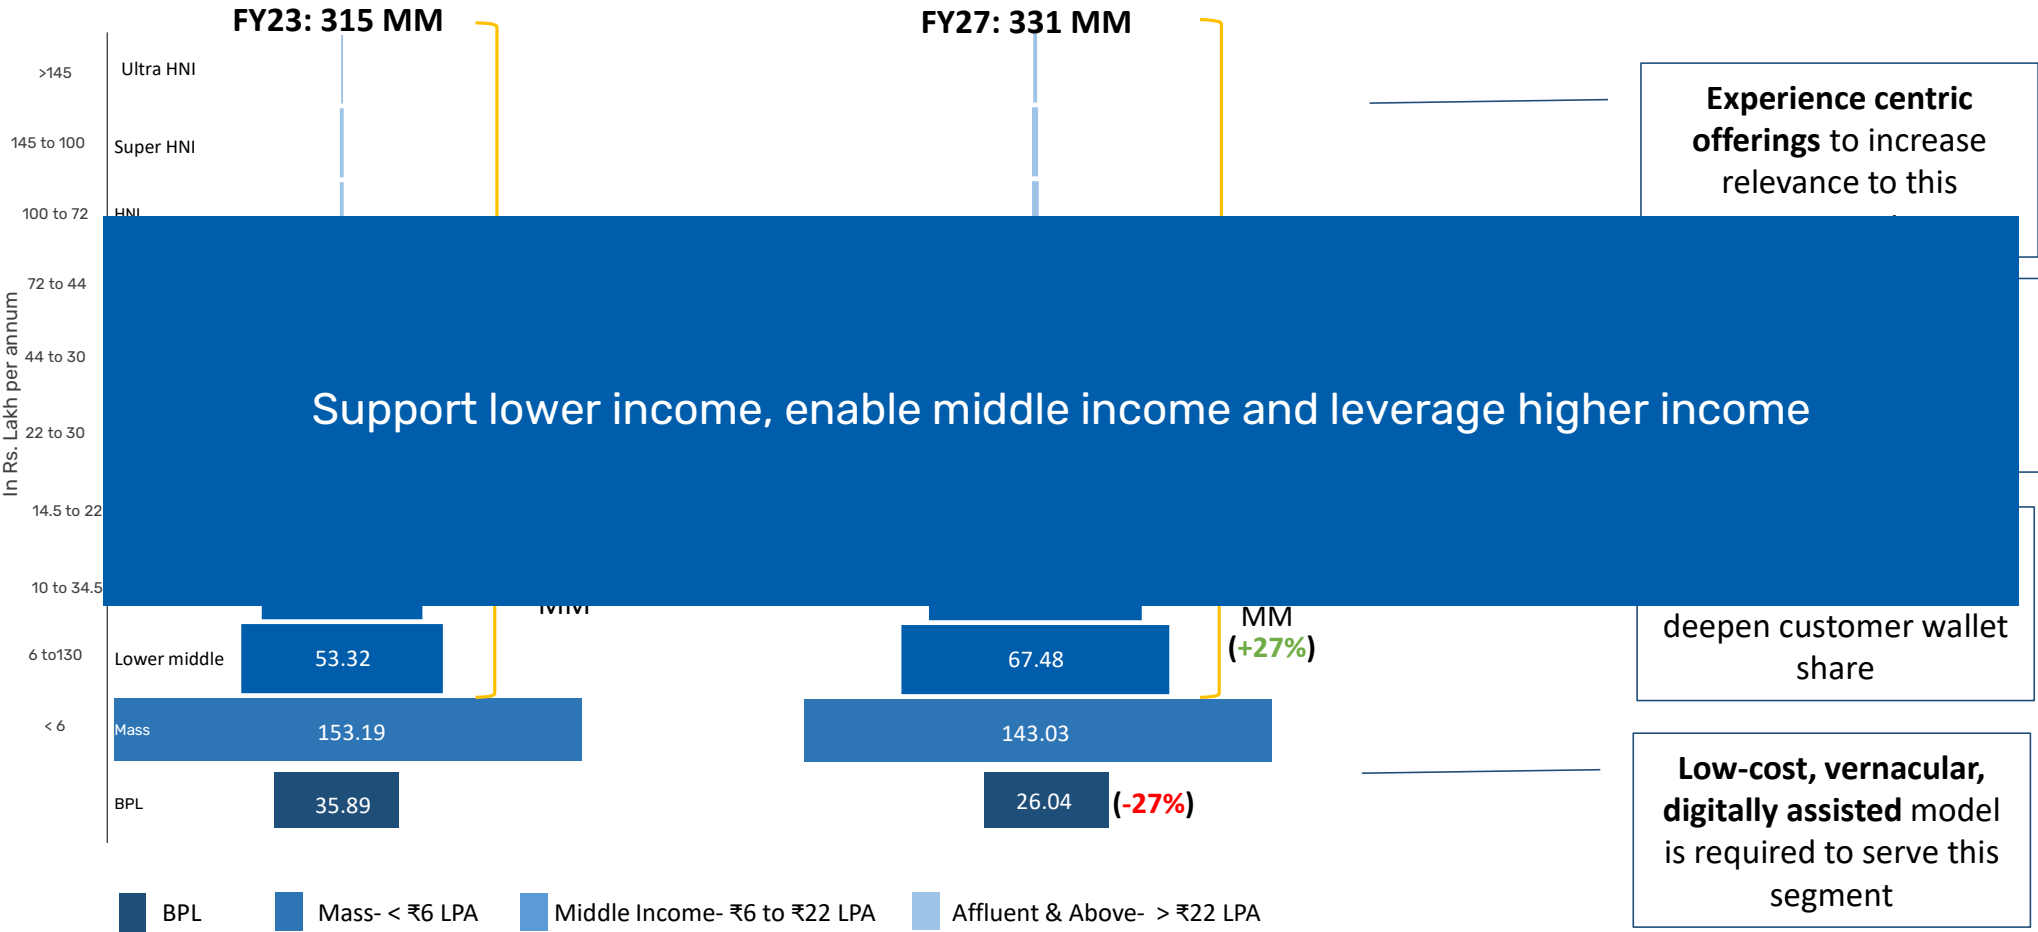 FY23: 315 MM
FY27: 331 MM
>145
Ultra HNI
145 to 100
Super HNI
100 to 72
HNI
72 to 44
44 to 30
22 to 30
14.5 to 22
10 to 34.5
6 to130
< 6
In Rs. Lakh per annum
Experience centric
offerings to increase
relevance to this
Support lower income, enable middle income and leverage higher income
MM
MM
(+27%)
deepen customer wallet
share
Lower middle
53.32
67.48
Mass
153.19
143.03
BPL
35.89
26.04
(-27%)
Low-cost, vernacular,
digitally assisted model
is required to serve this
segment
BPL
Mass- < ₹6 LPA
Middle Income- ₹6 to ₹22 LPA
Affluent & Above- > ₹22 LPA